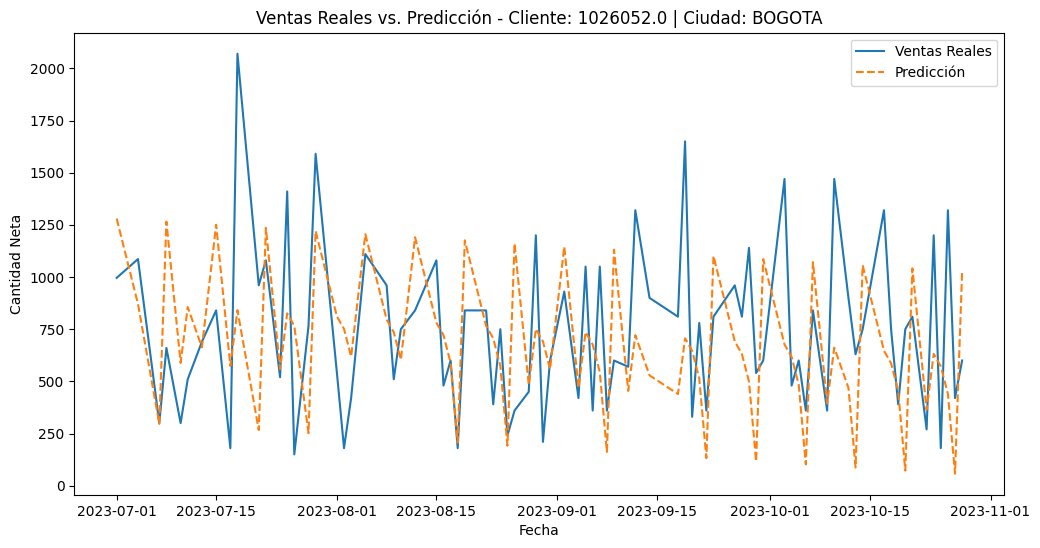 Ventas Reales vs. Predicción - Cliente: 1026052.0 | Ciudad: BOGOTA
Ventas Reales
Predicción
Cantidad Neta
2000
1750
1500
1250
1000
750
500
250
0
2023-07-01 2023-07-15 2023-08-01 2023-08-15 2023-09-01 2023-09-15 2023-10-01 2023-10-15 2023-11-01
Fecha